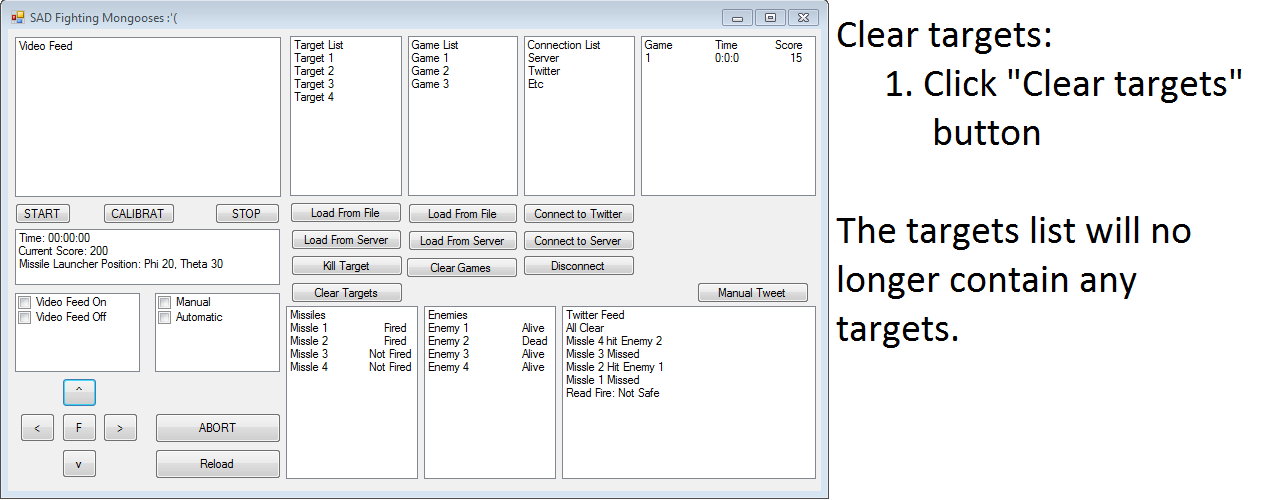 SAD Fighting Mongooses :'(
Video Feed
Target List
Target 1
Target 2
Target 3
Target 4
Game List
Game 1
Game 2
Game 3
Connection List
Server
Twitter
Etc
Game Time Score
1 0:0:0 15
START CALIBRAT STOP
Load From File
Load From Server
Kill Target
Clear Targets
Load From File
Load From Server
Clear Games
Connect to Twitter
Connect to Server
Disconnect
Manual Tweet
Time: 00:00:00
Current Score: 200
Missile Launcher Position: Phi 20, Theta 30
Video Feed On
Video Feed Off
Manual
Automatic
^
< F >
v
ABORT
Reload
Missiles
Missle 1 Fired
Missle 2 Fired
Missle 3 Not Fired
Missle 4 Not Fired
Enemies
Enemy 1 Alive
Enemy 2 Dead
Enemy 3 Alive
Enemy 4 Alive
Twitter Feed
All Clear
Missle 4 hit Enemy 2
Missle 3 Missed
Missle 2 Hit Enemy 1
Missle 1 Missed
Read Fire: Not Safe
Clear targets:
1. Click "Clear targets"
button
The targets list will no
longer contain any
targets.